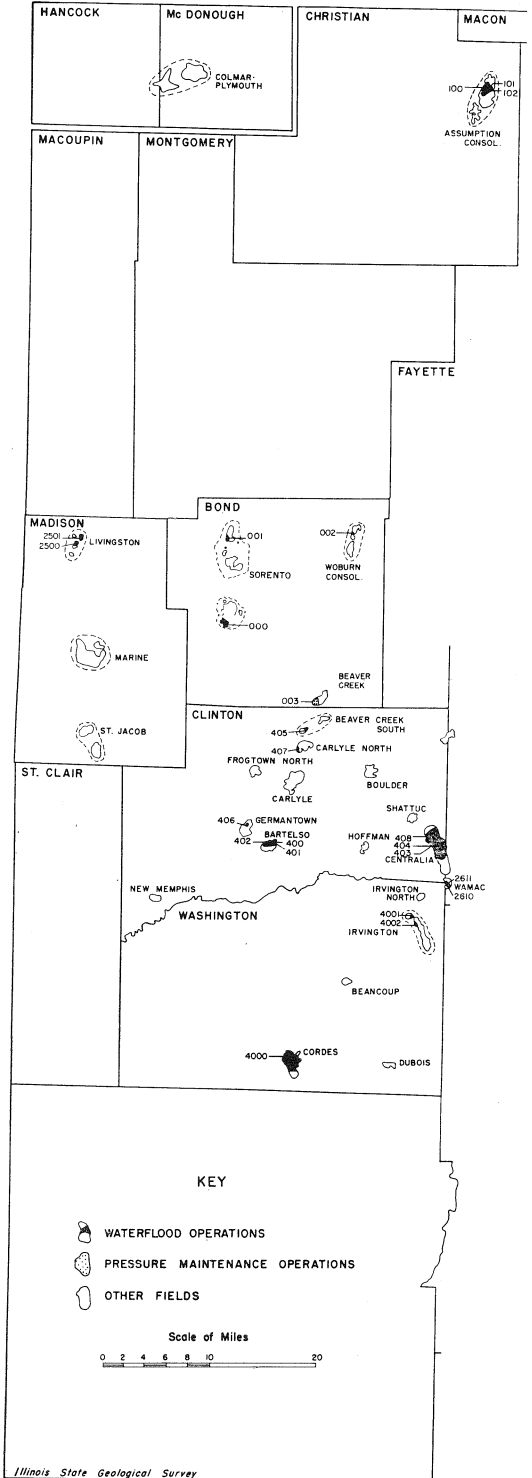 HANCOCK
Mc DONOUGH
CHRISTIAN
MACON
COLMAR-
PLYMOUTH
100
101
102
ASSUMPTION
CONSOL.
MACOUPIN
MONTGOMERY
FAYETTE
BOND
MADISON
2501
2500
LIVINGSTON
001
SORENTO
002
WOBURN
CONSOL.
000
MARINE
BEAVER
CREEK
003
CLINTON
ST. JACOB
405
BEAVER CREEK
SOUTH
407
CARLYLE NORTH
FROGTOWN NORTH
CARLYLE
BOULDER
ST. CLAIR
SHATTUC
406
GERMANTOWN
BARTELSO
402
400
401
HOFFMAN
408
404
403
CENTRALIA
2611
WAMAC
2610
NEW MEMPHIS
IRVINGTON
NORTH
WASHINGTON
4001
4002
IRVINGTON
BEANCOUP
4000
CORDES
DUBOIS
KEY
WATERFLOOD OPERATIONS
PRESSURE MAINTENANCE OPERATIONS
OTHER FIELDS
Scale of Miles
0 2 4 6 8 10 20
Illinois State Geological Survey